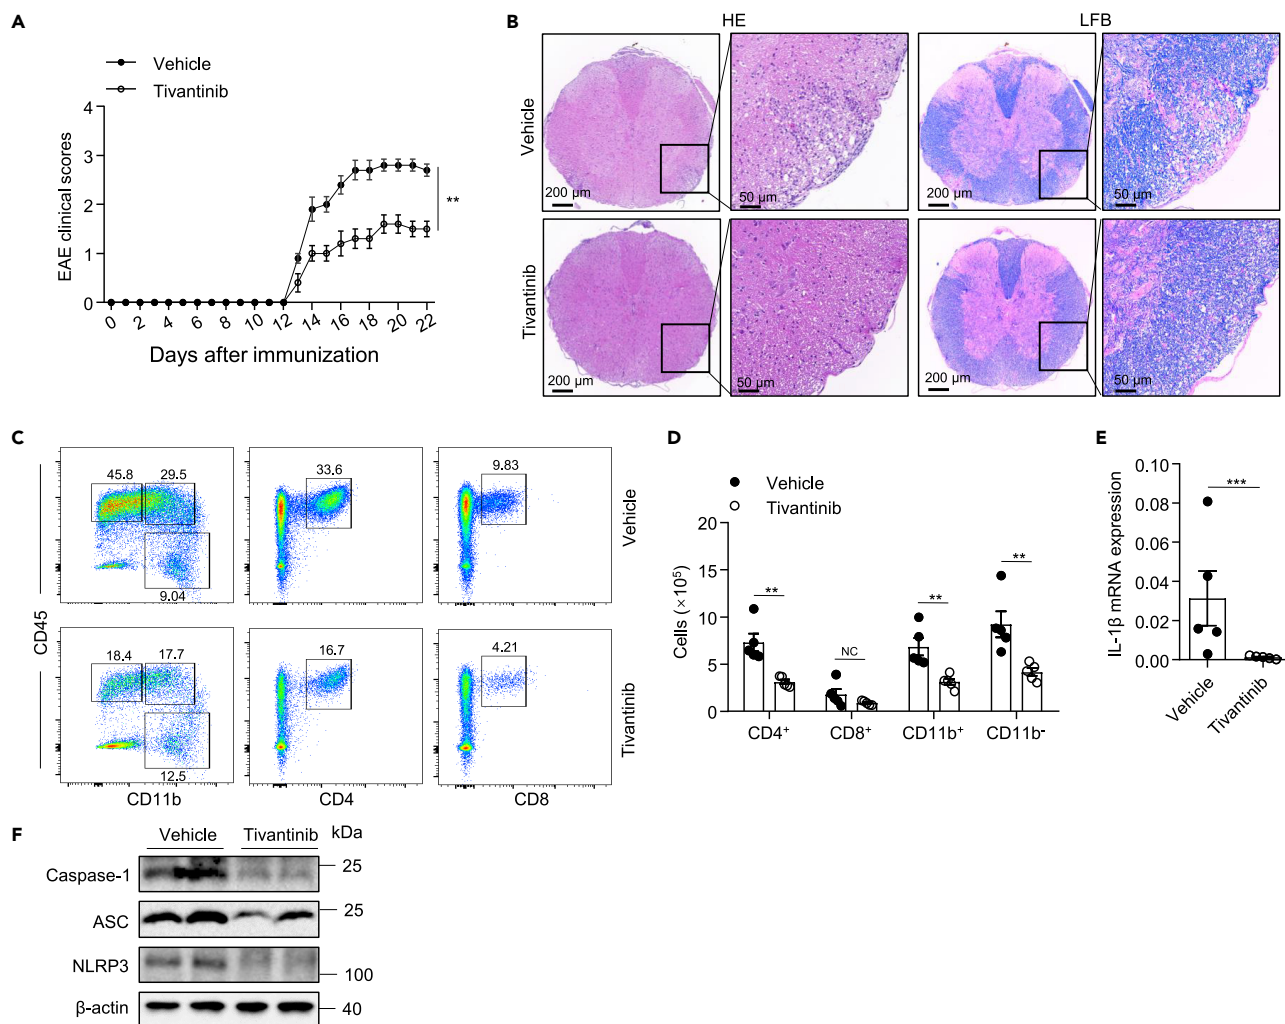 A
Vehicle
Tivantinib
4
3
2
1
0
EAE clinical scores
**
0 2 4 6 8 10 12 14 16 18 20 22
Days after immunization
B
HE LFB
Vehicle
200 µm 50 µm 200 µm 50 µm
Tivantinib
200 µm 50 µm 200 µm 50 µm
C
45.8 29.5 33.6 9.83
9.04
Vehicle
CD45
18.4 17.7 16.7 4.21
12.5
Tivantinib
CD11b CD4 CD8
D
Vehicle
Tivantinib
20
15
10
5
0
Cells (×10⁵)
** NC ** **
CD4⁺ CD8⁺ CD11b⁺ CD11b⁻
E
0.10
0.08
0.06
0.04
0.02
0.00
IL-1β mRNA expression
***
Vehicle Tivantinib
F
Vehicle Tivantinib kDa
Caspase-1 25
ASC 25
NLRP3 100
β-actin 40